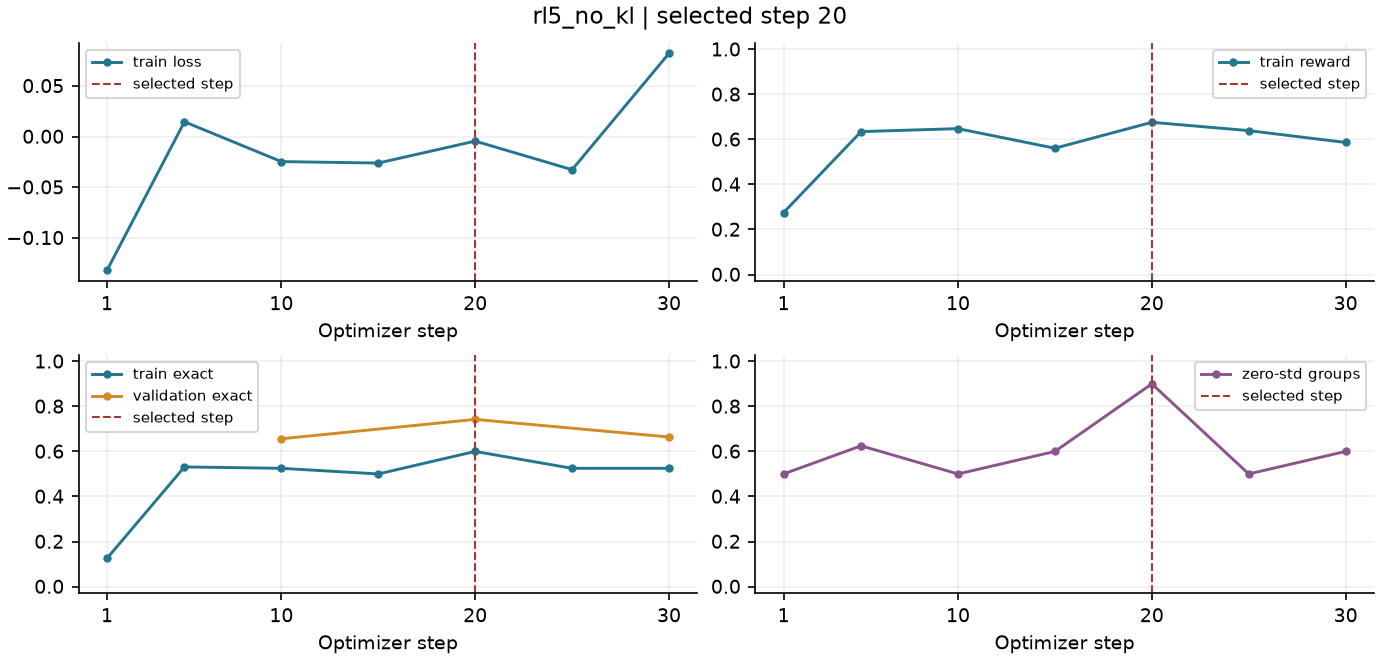 rl5_no_kl | selected step 20
train loss
selected step
0.05
0.00
−0.05
−0.10
1
10
20
30
Optimizer step
train reward
selected step
1.0
0.8
0.6
0.4
0.2
0.0
1
10
20
30
Optimizer step
train exact
validation exact
selected step
1.0
0.8
0.6
0.4
0.2
0.0
1
10
20
30
Optimizer step
zero-std groups
selected step
1.0
0.8
0.6
0.4
0.2
0.0
1
10
20
30
Optimizer step